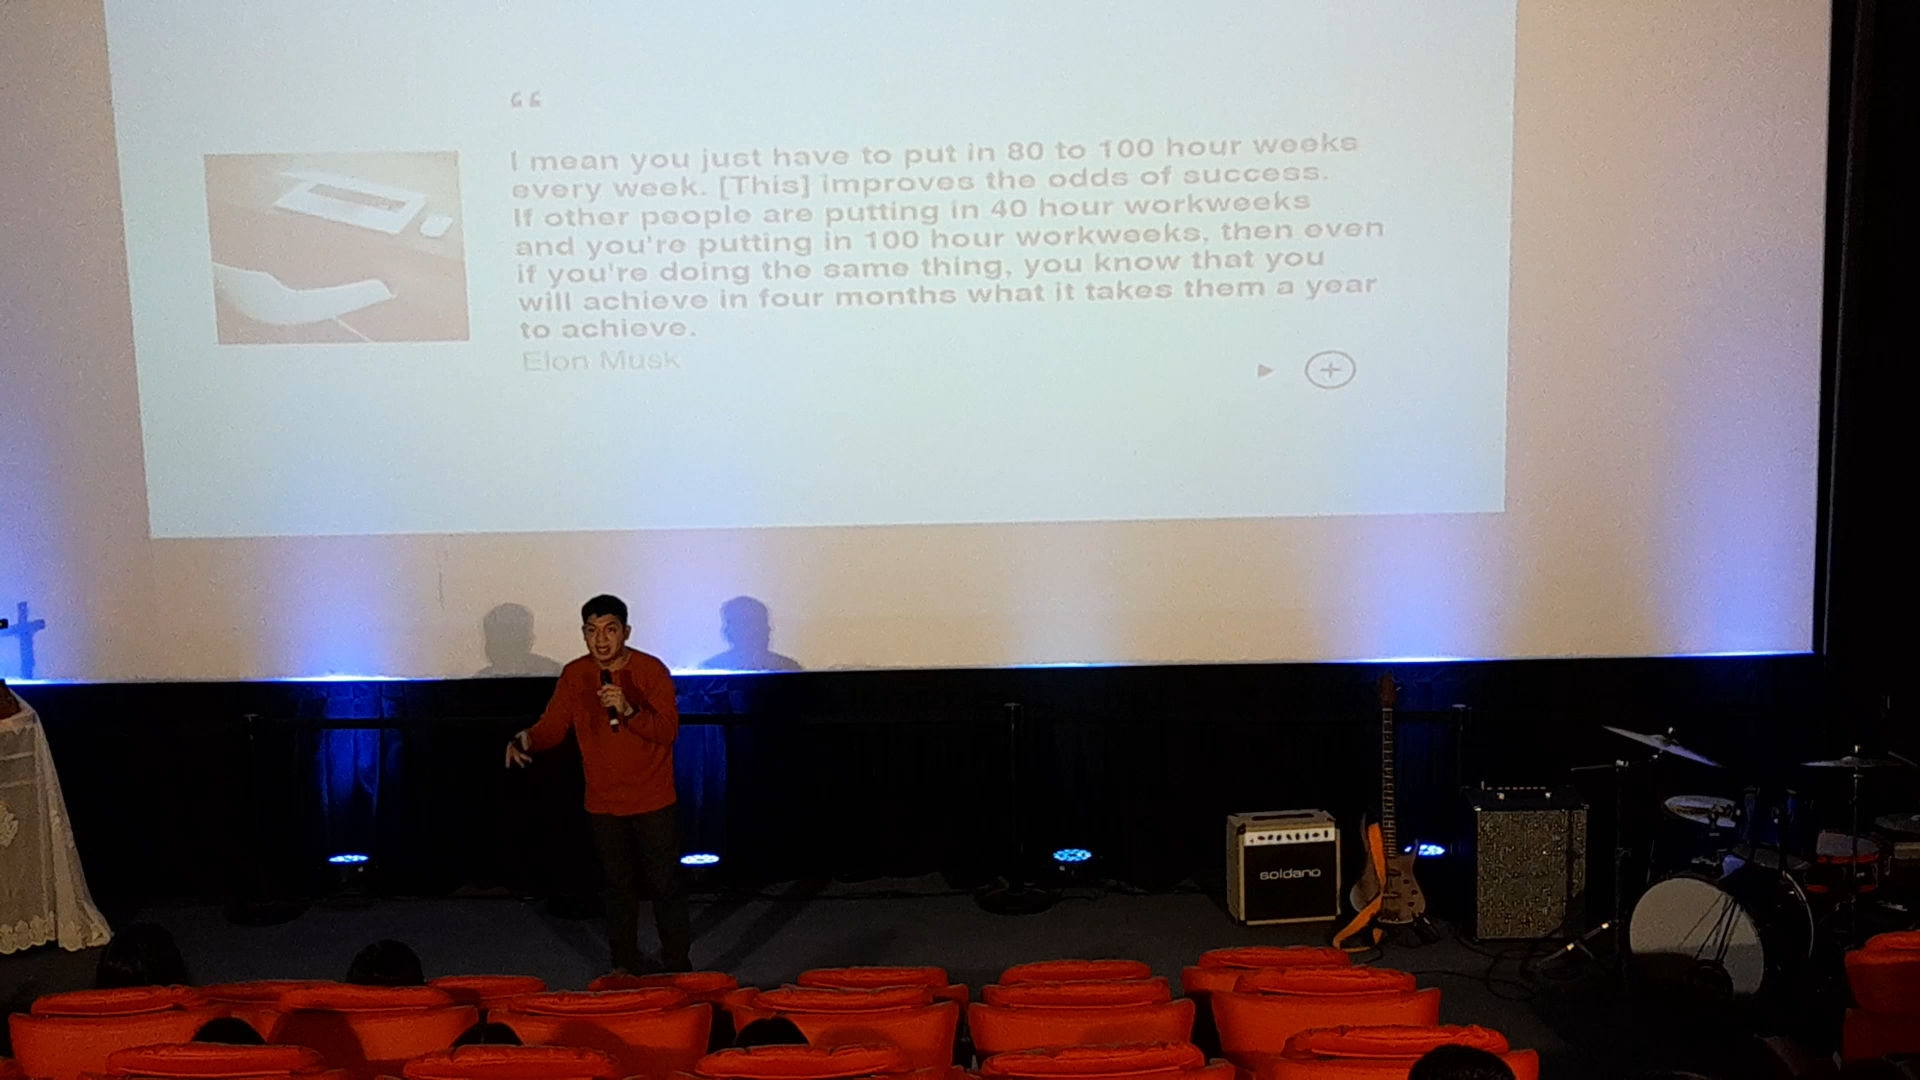 “
I mean you just have to put in 80 to 100 hour weeks
every week. [This] improves the odds of success.
If other people are putting in 40 hour workweeks
and you're putting in 100 hour workweeks, then even
if you're doing the same thing, you know that you
will achieve in four months what it takes them a year
to achieve.
Elon Musk
soldano